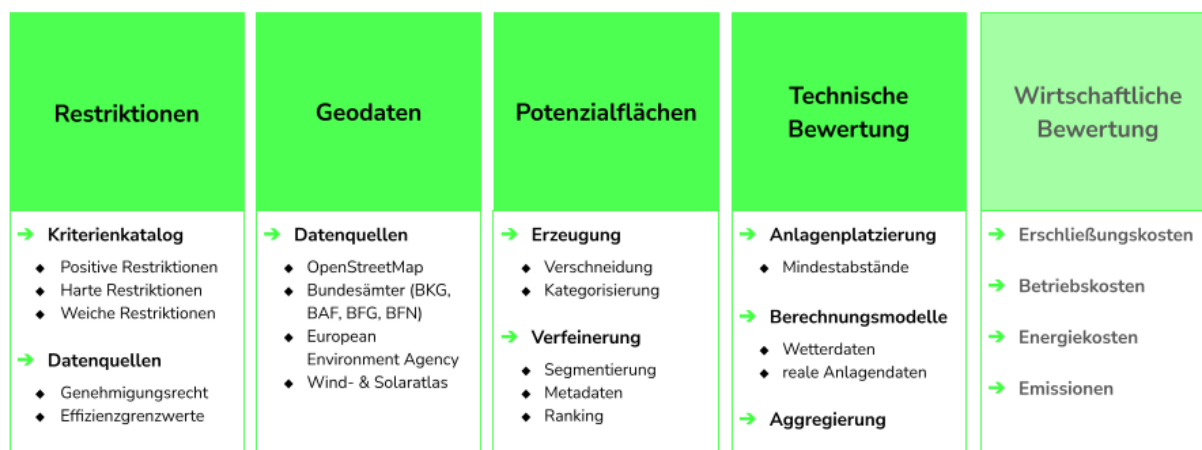 Restriktionen
Kriterienkatalog
Positive Restriktionen
Harte Restriktionen
Weiche Restriktionen
Datenquellen
Genehmigungsrecht
Effizienzgrenzwerte
Geodaten
Datenquellen
OpenStreetMap
Bundesämter (BKG,
BAF, BFG, BFN)
European
Environment Agency
Wind- & Solaratlas
Potenzialflächen
Erzeugung
Verschneidung
Kategorisierung
Verfeinerung
Segmentierung
Metadaten
Ranking
Technische
Bewertung
Anlagenplatzierung
Mindestabstände
Berechnungsmodelle
Wetterdaten
reale Anlagendaten
Aggregierung
Wirtschaftliche
Bewertung
Erschließungskosten
Betriebskosten
Energiekosten
Emissionen